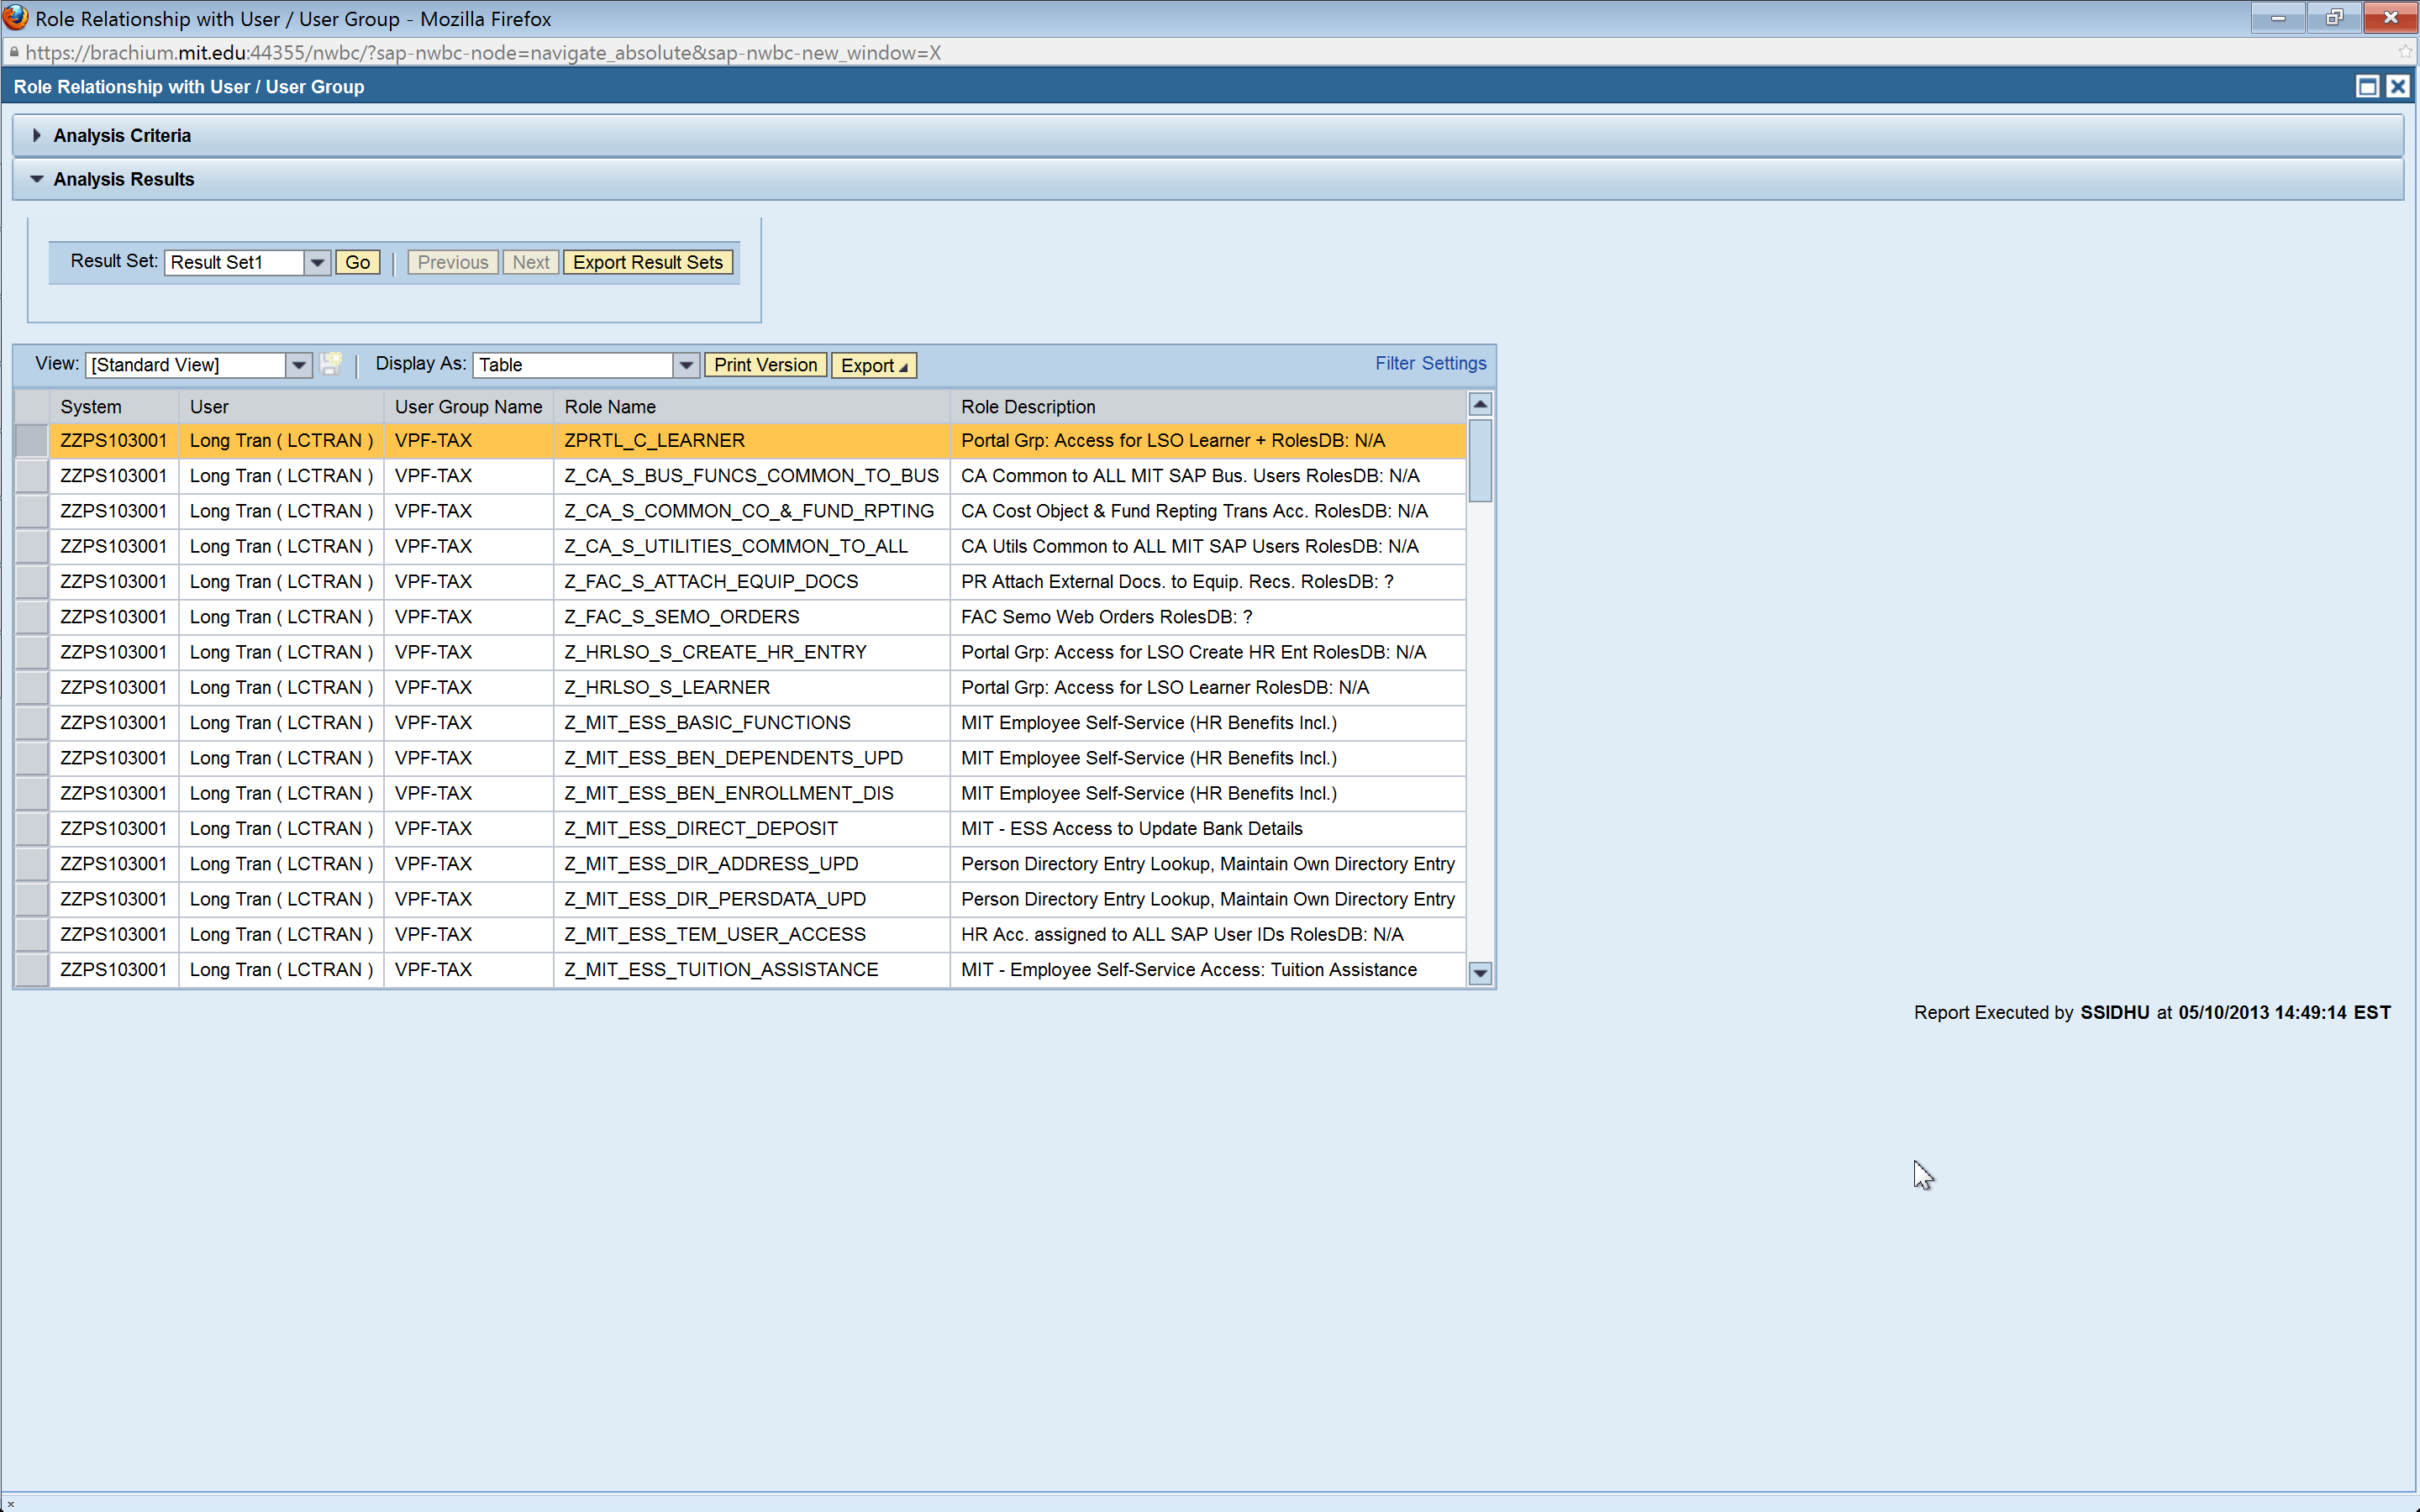 Role Relationship with User / User Group - Mozilla Firefox
https://brachium.mit.edu:44355/nwbc/?sap-nwbc-node=navigate_absolute&sap-nwbc-new_window=X
Role Relationship with User / User Group
Analysis Criteria
Analysis Results
Result Set: Result Set1 Go Previous Next Export Result Sets
View: [Standard View] Display As: Table Print Version Export Filter Settings
System User User Group Name Role Name Role Description
ZZPS103001 Long Tran ( LCTRAN ) VPF-TAX ZPRTL_C_LEARNER Portal Grp: Access for LSO Learner + RolesDB: N/A
ZZPS103001 Long Tran ( LCTRAN ) VPF-TAX Z_CA_S_BUS_FUNCS_COMMON_TO_BUS CA Common to ALL MIT SAP Bus. Users RolesDB: N/A
ZZPS103001 Long Tran ( LCTRAN ) VPF-TAX Z_CA_S_COMMON_CO_&_FUND_RPTING CA Cost Object & Fund Repting Trans Acc. RolesDB: N/A
ZZPS103001 Long Tran ( LCTRAN ) VPF-TAX Z_CA_S_UTILITIES_COMMON_TO_ALL CA Utils Common to ALL MIT SAP Users RolesDB: N/A
ZZPS103001 Long Tran ( LCTRAN ) VPF-TAX Z_FAC_S_ATTACH_EQUIP_DOCS PR Attach External Docs. to Equip. Recs. RolesDB: ?
ZZPS103001 Long Tran ( LCTRAN ) VPF-TAX Z_FAC_S_SEMO_ORDERS FAC Semo Web Orders RolesDB: ?
ZZPS103001 Long Tran ( LCTRAN ) VPF-TAX Z_HRLSO_S_CREATE_HR_ENTRY Portal Grp: Access for LSO Create HR Ent RolesDB: N/A
ZZPS103001 Long Tran ( LCTRAN ) VPF-TAX Z_HRLSO_S_LEARNER Portal Grp: Access for LSO Learner RolesDB: N/A
ZZPS103001 Long Tran ( LCTRAN ) VPF-TAX Z_MIT_ESS_BASIC_FUNCTIONS MIT Employee Self-Service (HR Benefits Incl.)
ZZPS103001 Long Tran ( LCTRAN ) VPF-TAX Z_MIT_ESS_BEN_DEPENDENTS_UPD MIT Employee Self-Service (HR Benefits Incl.)
ZZPS103001 Long Tran ( LCTRAN ) VPF-TAX Z_MIT_ESS_BEN_ENROLLMENT_DIS MIT Employee Self-Service (HR Benefits Incl.)
ZZPS103001 Long Tran ( LCTRAN ) VPF-TAX Z_MIT_ESS_DIRECT_DEPOSIT MIT - ESS Access to Update Bank Details
ZZPS103001 Long Tran ( LCTRAN ) VPF-TAX Z_MIT_ESS_DIR_ADDRESS_UPD Person Directory Entry Lookup, Maintain Own Directory Entry
ZZPS103001 Long Tran ( LCTRAN ) VPF-TAX Z_MIT_ESS_DIR_PERSDATA_UPD Person Directory Entry Lookup, Maintain Own Directory Entry
ZZPS103001 Long Tran ( LCTRAN ) VPF-TAX Z_MIT_ESS_TEM_USER_ACCESS HR Acc. assigned to ALL SAP User IDs RolesDB: N/A
ZZPS103001 Long Tran ( LCTRAN ) VPF-TAX Z_MIT_ESS_TUITION_ASSISTANCE MIT - Employee Self-Service Access: Tuition Assistance
Report Executed by SSIDHU at 05/10/2013 14:49:14 EST